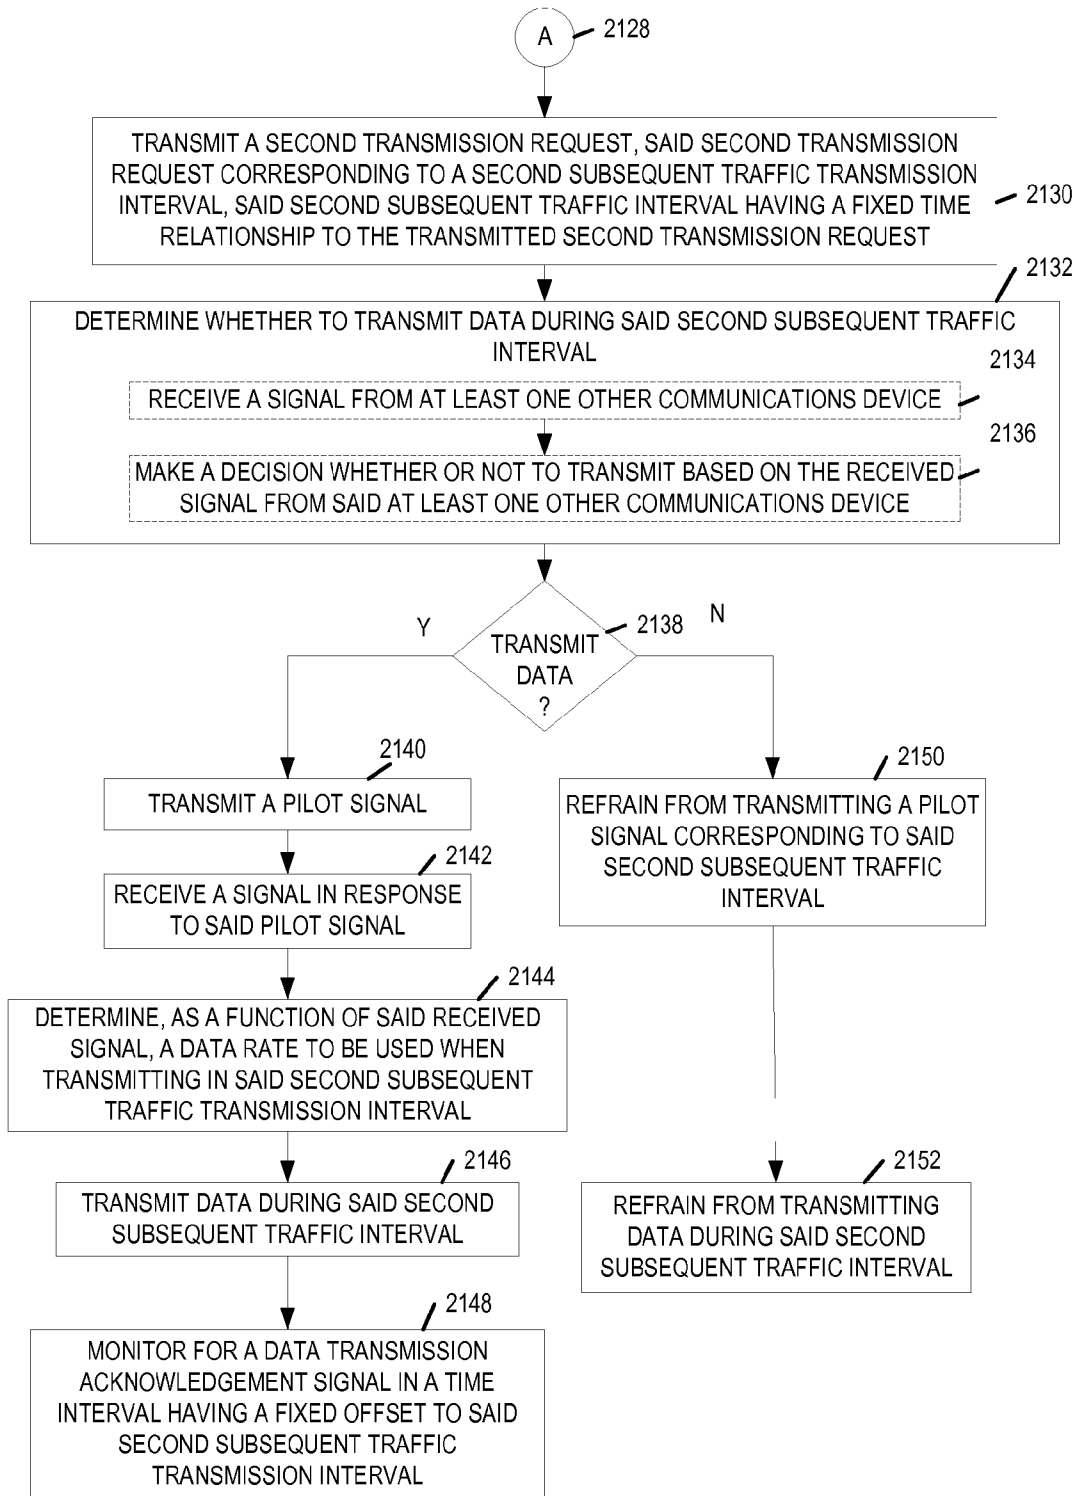 A
2128
TRANSMIT A SECOND TRANSMISSION REQUEST, SAID SECOND TRANSMISSION
REQUEST CORRESPONDING TO A SECOND SUBSEQUENT TRAFFIC TRANSMISSION
INTERVAL, SAID SECOND SUBSEQUENT TRAFFIC INTERVAL HAVING A FIXED TIME
RELATIONSHIP TO THE TRANSMITTED SECOND TRANSMISSION REQUEST
2130
2132
DETERMINE WHETHER TO TRANSMIT DATA DURING SAID SECOND SUBSEQUENT TRAFFIC
INTERVAL
2134
RECEIVE A SIGNAL FROM AT LEAST ONE OTHER COMMUNICATIONS DEVICE
2136
MAKE A DECISION WHETHER OR NOT TO TRANSMIT BASED ON THE RECEIVED
SIGNAL FROM SAID AT LEAST ONE OTHER COMMUNICATIONS DEVICE
Y
2138
N
TRANSMIT
DATA
?
2140
TRANSMIT A PILOT SIGNAL
2142
RECEIVE A SIGNAL IN RESPONSE
TO SAID PILOT SIGNAL
2144
DETERMINE, AS A FUNCTION OF SAID RECEIVED
SIGNAL, A DATA RATE TO BE USED WHEN
TRANSMITTING IN SAID SECOND SUBSEQUENT
TRAFFIC TRANSMISSION INTERVAL
2146
TRANSMIT DATA DURING SAID SECOND
SUBSEQUENT TRAFFIC INTERVAL
2148
MONITOR FOR A DATA TRANSMISSION
ACKNOWLEDGEMENT SIGNAL IN A TIME
INTERVAL HAVING A FIXED OFFSET TO SAID
SECOND SUBSEQUENT TRAFFIC
TRANSMISSION INTERVAL
2150
REFRAIN FROM TRANSMITTING A PILOT
SIGNAL CORRESPONDING TO SAID
SECOND SUBSEQUENT TRAFFIC
INTERVAL
2152
REFRAIN FROM TRANSMITTING
DATA DURING SAID SECOND
SUBSEQUENT TRAFFIC INTERVAL